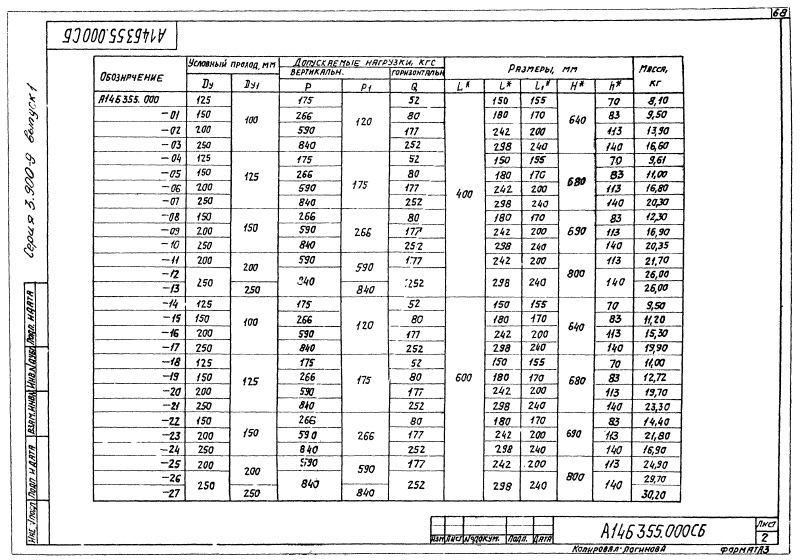 68
А14Б355.000СБ
Серия 3.900-9 выпуск 1
Обозначение | Условный проход, мм | Допускаемые нагрузки, кгс | Размеры, мм | Масса, кг
вертикальн. | горизонтальн
Dу | Dу1 | P | P1 | Q | L* | l* | l1* | H* | h*
А14Б355.000 | 125 | 100 | 175 | 120 | 52 | 400 | 150 | 155 | 640 | 70 | 8,10
-01 | 150 | 266 | 80 | 180 | 170 | 83 | 9,50
-02 | 200 | 590 | 177 | 242 | 200 | 113 | 13,90
-03 | 250 | 840 | 252 | 298 | 240 | 140 | 16,60
-04 | 125 | 125 | 175 | 175 | 52 | 150 | 155 | 680 | 70 | 9,61
-05 | 150 | 266 | 80 | 180 | 170 | 83 | 11,00
-06 | 200 | 590 | 177 | 242 | 200 | 113 | 16,80
-07 | 250 | 840 | 252 | 298 | 240 | 140 | 20,30
-08 | 150 | 150 | 266 | 266 | 80 | 180 | 170 | 690 | 83 | 12,30
-09 | 200 | 590 | 177 | 242 | 200 | 113 | 16,90
-10 | 250 | 840 | 252 | 298 | 240 | 140 | 20,35
-11 | 200 | 200 | 590 | 590 | 177 | 242 | 200 | 800 | 113 | 21,70
-12 | 250 | 840 | 252 | 298 | 240 | 140 | 26,00
-13 | 250 | 840 | 26,00
-14 | 125 | 100 | 175 | 120 | 52 | 600 | 150 | 155 | 640 | 70 | 9,50
-15 | 150 | 266 | 80 | 180 | 170 | 83 | 11,20
-16 | 200 | 590 | 177 | 242 | 200 | 113 | 15,30
-17 | 250 | 840 | 252 | 298 | 240 | 140 | 19,90
-18 | 125 | 125 | 175 | 175 | 52 | 150 | 155 | 680 | 70 | 11,00
-19 | 150 | 266 | 80 | 180 | 170 | 83 | 12,72
-20 | 200 | 590 | 177 | 242 | 200 | 113 | 19,70
-21 | 250 | 840 | 252 | 298 | 240 | 140 | 23,30
-22 | 150 | 150 | 266 | 266 | 80 | 180 | 170 | 690 | 83 | 14,40
-23 | 200 | 590 | 177 | 242 | 200 | 113 | 21,80
-24 | 250 | 840 | 252 | 298 | 240 | 140 | 16,90
-25 | 200 | 200 | 590 | 590 | 177 | 242 | 200 | 800 | 113 | 24,90
-26 | 250 | 840 | 252 | 298 | 240 | 140 | 29,70
-27 | 250 | 840 | 30,20
Инв.№подл. Подп. и дата Взам.инв.№ Подп. и дата
Изм Лист №докум. Подп. Дата
А14Б355.000СБ
Лист
2
Копировал-Логинова
Формат А3